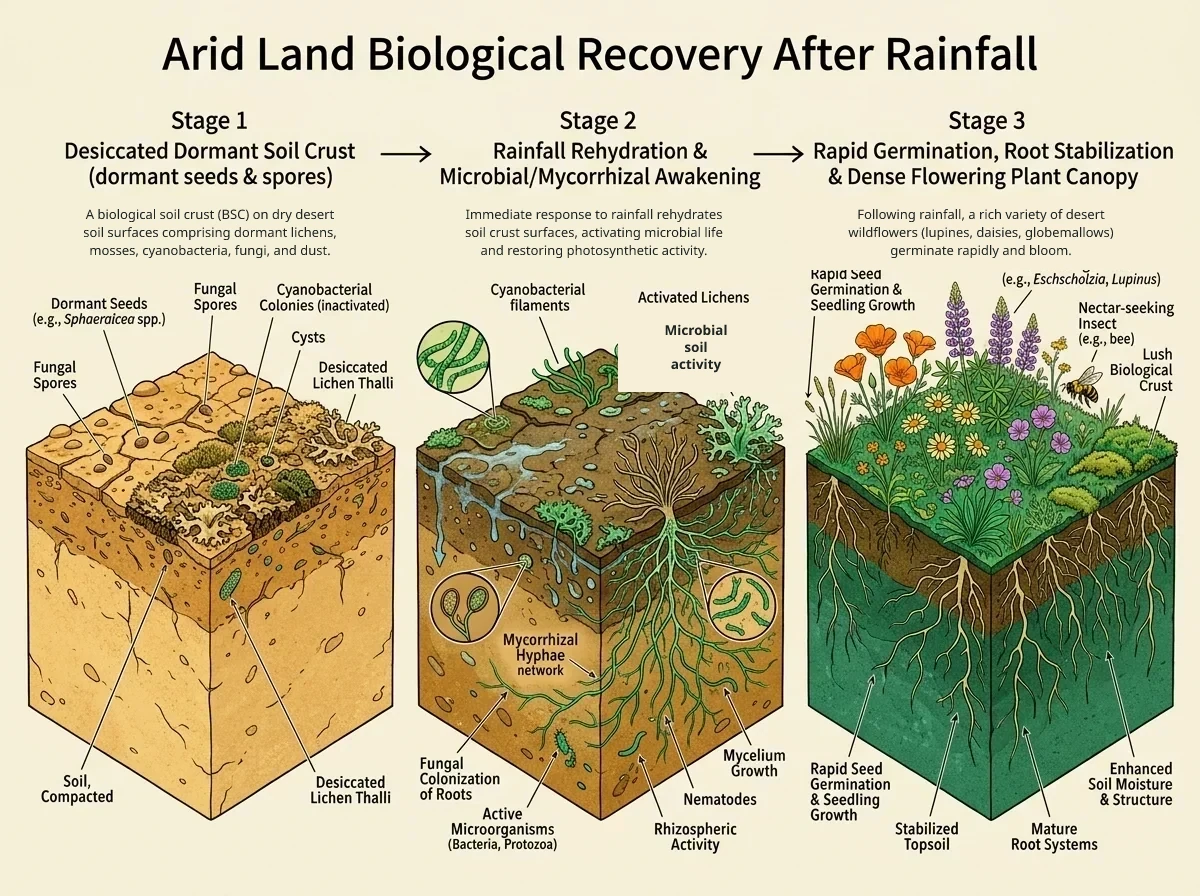 Arid Land Biological Recovery After Rainfall
Stage 1
Desiccated Dormant Soil Crust
(dormant seeds & spores)
A biological soil crust (BSC) on dry desert
soil surfaces comprising dormant lichens,
mosses, cyanobacteria, fungi, and dust.
Dormant Seeds
(e.g., Sphaeraicea spp.)
Fungal
Spores
Cyanobacterial
Colonies (inactivated)
Cysts
Fungal
Spores
Desiccated
Lichen Thalli
Soil,
Compacted
Desiccated
Lichen Thalli
Stage 2
Rainfall Rehydration &
Microbial/Mycorrhizal Awakening
Immediate response to rainfall rehydrates
soil crust surfaces, activating microbial life
and restoring photosynthetic activity.
Cyanobacterial
filaments
Activated Lichens
Microbial
soil
activity
Mycorrhizal
Hyphae
network
Fungal
Colonization
of Roots
Active
Microorganisms
(Bacteria, Protozoa)
Mycelium
Growth
Nematodes
Rhizospheric
Activity
Stage 3
Rapid Germination, Root Stabilization
& Dense Flowering Plant Canopy
Following rainfall, a rich variety of desert
wildflowers (lupines, daisies, globemallows)
germinate rapidly and bloom.
Rapid Seed
Germination &
Seedling Growth
(e.g., Eschscholzia, Lupinus)
Nectar-seeking
Insect
(e.g., bee)
Lush
Biological
Crust
Rapid Seed
Germination
& Seedling
Growth
Stabilized
Topsoil
Mature
Root Systems
Enhanced
Soil Moisture
& Structure